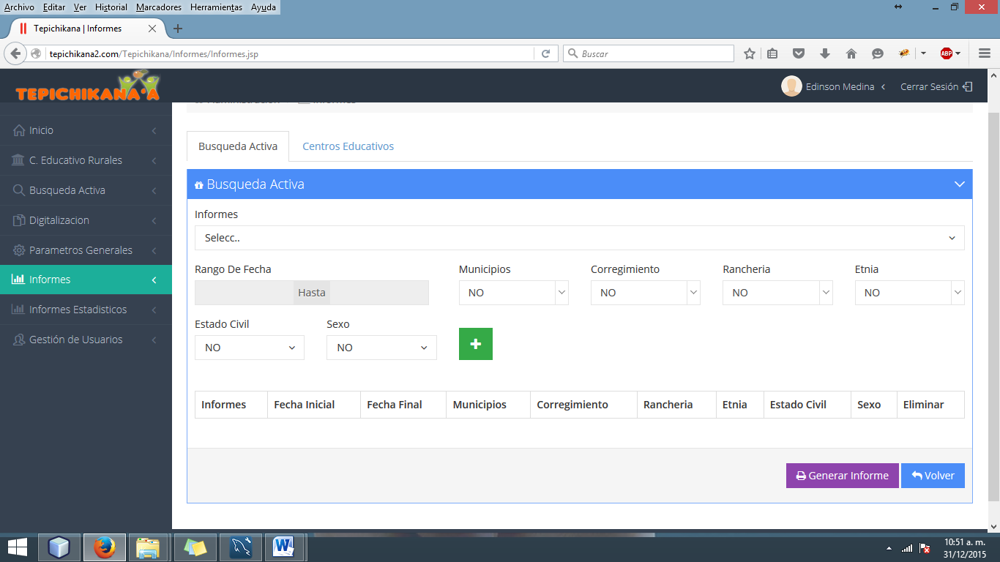 Archivo Editar Ver Historial Marcadores Herramientas Ayuda
Tepichikana | Informes
tepichikana2.com/Tepichikana/Informes/Informes.jsp
Buscar
ABP
TEPICHIKANA'A
Edinson Medina
Cerrar Sesión
Inicio
C. Educativo Rurales
Busqueda Activa
Digitalizacion
Parametros Generales
Informes
Informes Estadisticos
Gestión de Usuarios
Busqueda Activa Centros Educativos
Busqueda Activa
Informes
Selecc..
Rango De Fecha Municipios Corregimiento Rancheria Etnia
Hasta NO NO NO NO
Estado Civil Sexo
NO NO
Informes Fecha Inicial Fecha Final Municipios Corregimiento Rancheria Etnia Estado Civil Sexo Eliminar
Generar Informe Volver
10:51 a. m.
31/12/2015